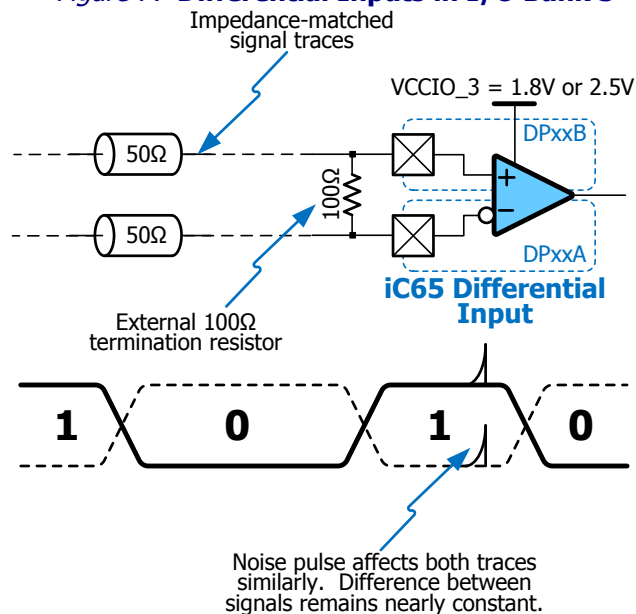 Impedance-matched
signal traces
VCCIO_3 = 1.8V or 2.5V
50Ω
50Ω
100Ω
DPxxB
+
–
DPxxA
iC65 Differential
Input
External 100Ω
termination resistor
1
0
1
0
Noise pulse affects both traces
similarly. Difference between
signals remains nearly constant.